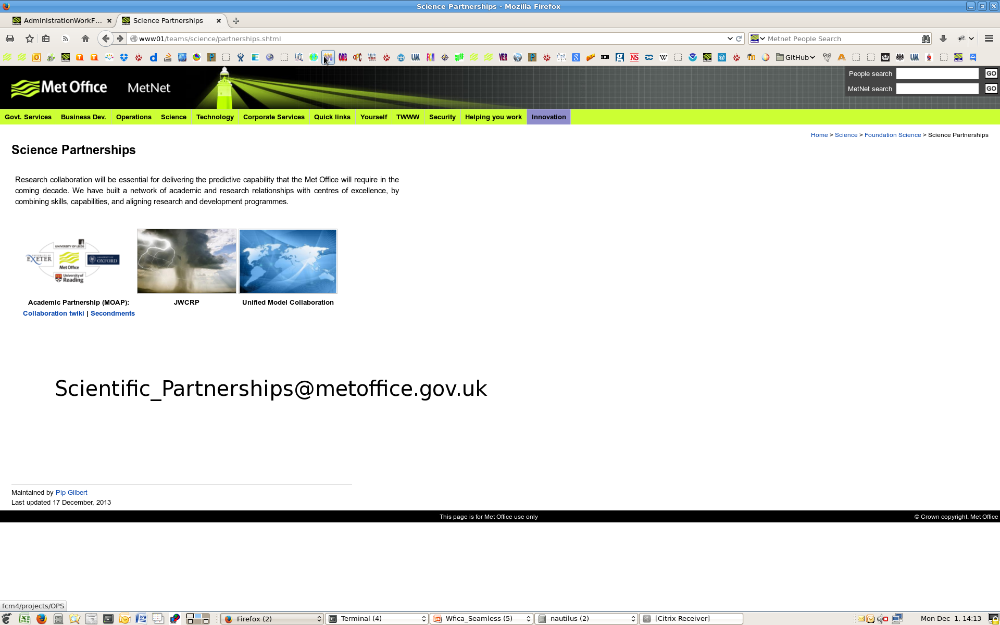 Science Partnerships - Mozilla Firefox
AdministrationWorkF...
Science Partnerships
www01/teams/science/partnerships.shtml
Metnet People Search
GitHub
Met Office
MetNet
People search
GO
MetNet search
GO
Govt. Services
Business Dev.
Operations
Science
Technology
Corporate Services
Quick links
Yourself
TWWW
Security
Helping you work
Innovation
Home > Science > Foundation Science > Science Partnerships
Science Partnerships
Research collaboration will be essential for delivering the predictive capability that the Met Office will require in the
coming decade. We have built a network of academic and research relationships with centres of excellence, by
combining skills, capabilities, and aligning research and development programmes.
UNIVERSITY OF LEEDS
EXETER
Met Office
UNIVERSITY OF
OXFORD
University of
Reading
Academic Partnership (MOAP):
Collaboration twiki | Secondments
JWCRP
Unified Model Collaboration
Scientific_Partnerships@metoffice.gov.uk
Maintained by Pip Gilbert
Last updated 17 December, 2013
This page is for Met Office use only
© Crown copyright. Met Office
fcm4/projects/OPS
Firefox (2)
Terminal (4)
Wfica_Seamless (5)
nautilus (2)
[Citrix Receiver]
Mon Dec 1, 14:13